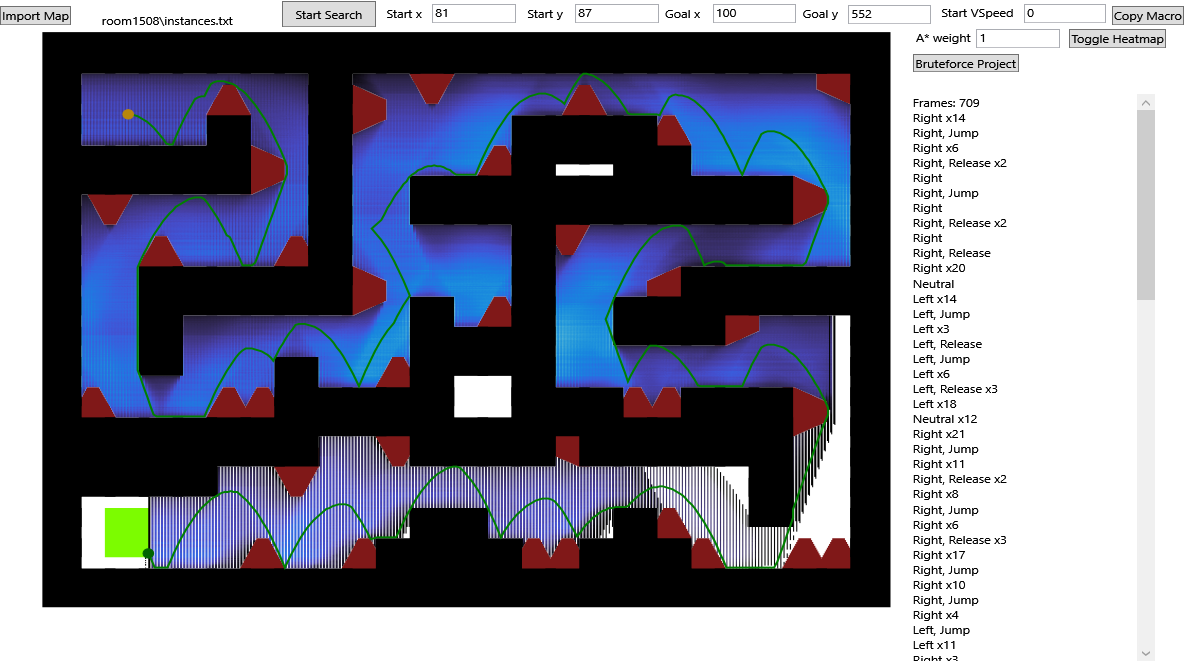 Import Map
room1508\instances.txt
Start Search
Start x 81
Start y 87
Goal x 100
Goal y 552
Start VSpeed 0
Copy Macro
A* weight 1
Toggle Heatmap
Bruteforce Project
Frames: 709
Right x14
Right, Jump
Right x6
Right, Release x2
Right
Right, Jump
Right
Right, Release x2
Right
Right, Release
Right x20
Neutral
Left x14
Left, Jump
Left x3
Left, Release
Left, Jump
Left x6
Left, Release x3
Left x18
Neutral x12
Right x21
Right, Jump
Right x11
Right, Release x2
Right x8
Right, Jump
Right x6
Right, Release x3
Right x17
Right, Jump
Right x10
Right, Jump
Right x4
Left, Jump
Left x11
Right x3